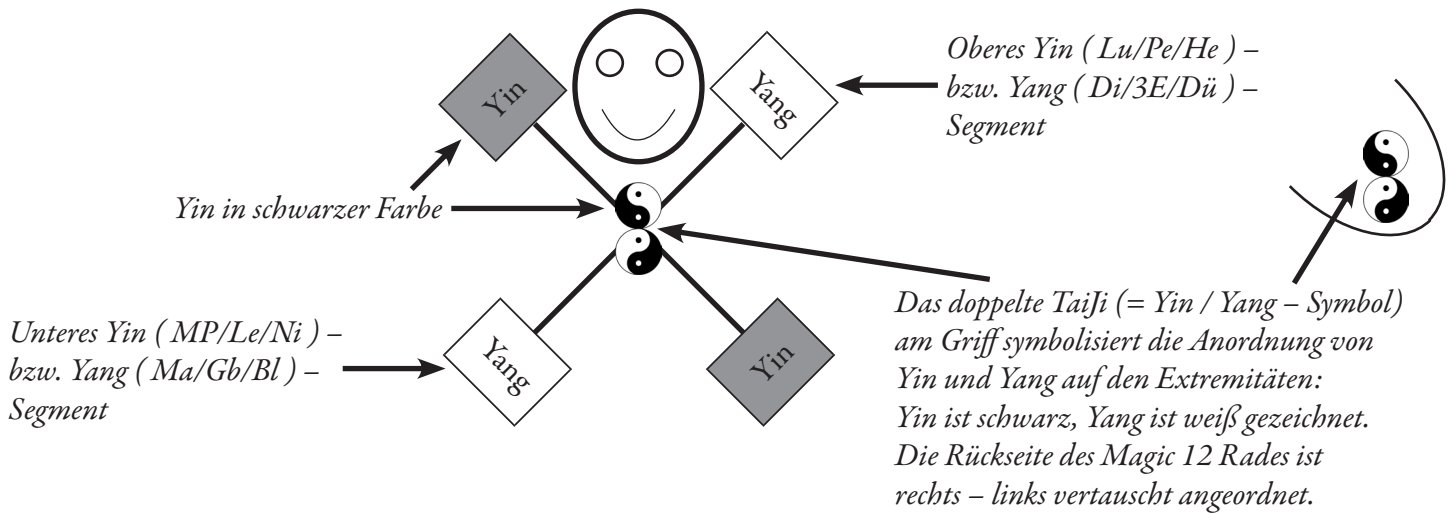 Yin
Yang
Oberes Yin ( Lu/Pe/He ) –
bzw. Yang ( Di/3E/Dü ) –
Segment
Yin in schwarzer Farbe
Unteres Yin ( MP/Le/Ni ) –
bzw. Yang ( Ma/Gb/Bl ) –
Segment
Yang
Yin
Das doppelte TaiJi (= Yin / Yang – Symbol)
am Griff symbolisiert die Anordnung von
Yin und Yang auf den Extremitäten:
Yin ist schwarz, Yang ist weiß gezeichnet.
Die Rückseite des Magic 12 Rades ist
rechts – links vertauscht angeordnet.